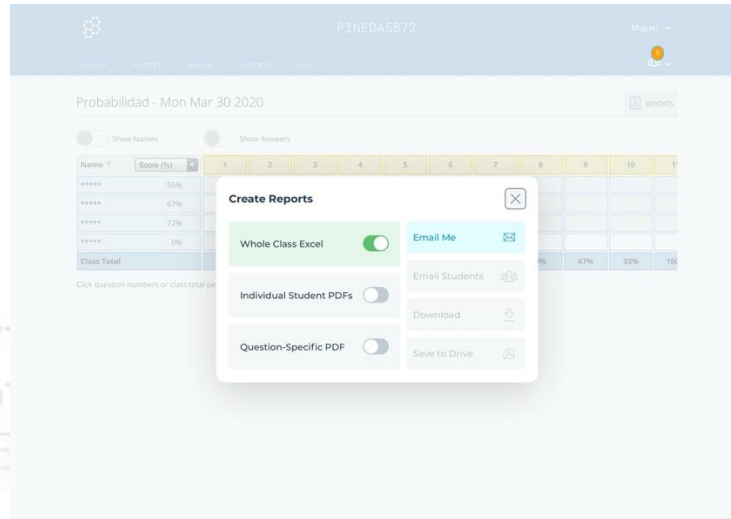 PINEDA5872
Miguel
0
LAUNCH QUIZZES ROOMS REPORTS
Probabilidad - Mon Mar 30 2020
REPORTS
Show Names Show Answers
Name Score (%) 1 2 3 4 5 6 7 8 9 10 1
***** 56%
***** 67%
***** 72%
***** 0%
Class Total 67% 33% 100
Click question numbers or class total pe
Create Reports
Whole Class Excel
Email Me
Individual Student PDFs
Email Students
Download
Question-Specific PDF
Save to Drive